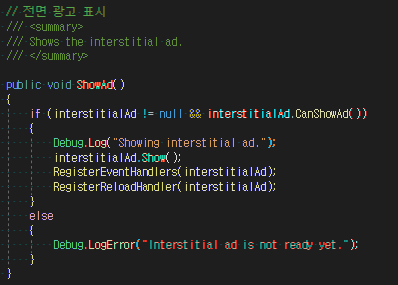 // 전면 광고 표시
/// <summary>
/// Shows the interstitial ad.
/// </summary>
public void ShowAd()
{
if (interstitialAd != null && interstitialAd.CanShowAd())
{
Debug.Log("Showing interstitial ad.");
interstitialAd.Show();
RegisterEventHandlers(interstitialAd);
RegisterReloadHandler(interstitialAd);
}
else
{
Debug.LogError("Interstitial ad is not ready yet.");
}
}